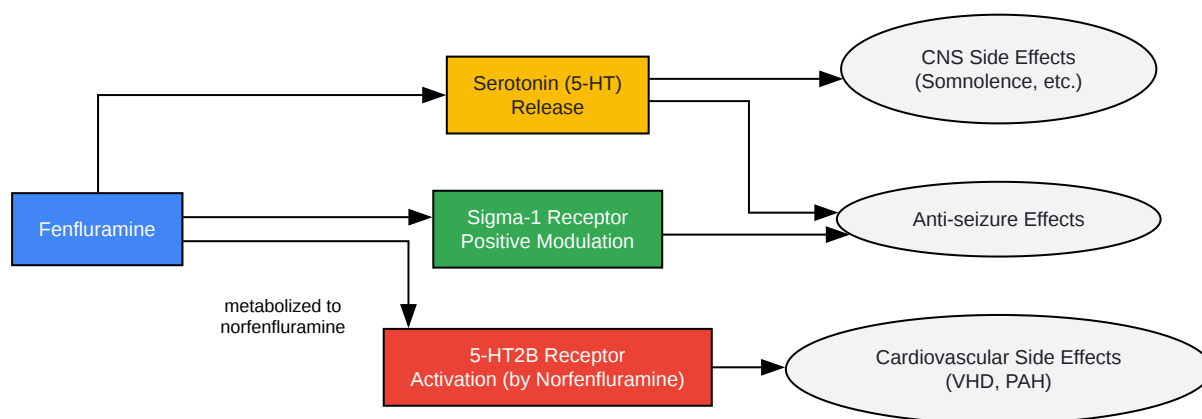 CNS Side Effects
(Somnolence, etc.)
Serotonin (5-HT)
Release
Fenfluramine
Sigma-1 Receptor
Positive Modulation
Anti-seizure Effects
metabolized to
norfenfluramine
5-HT2B Receptor
Activation (by Norfenfluramine)
Cardiovascular Side Effects
(VHD, PAH)